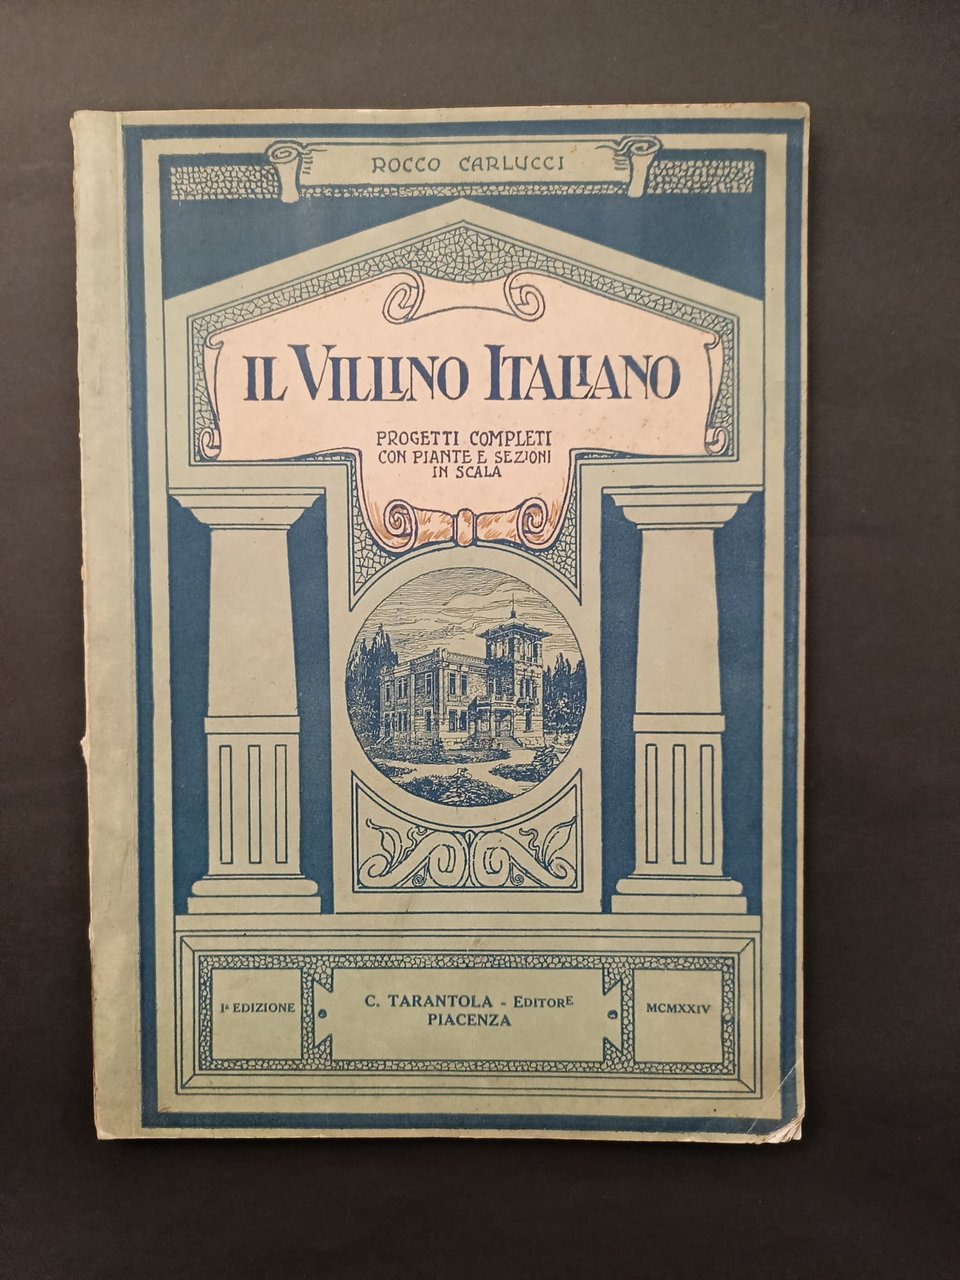 ROCCO CARLUCCI
IL VILLINO ITALIANO
PROGETTI COMPLETI
CON PIANTE E SEZIONI
IN SCALA
Iª EDIZIONE
C. TARANTOLA - EDITORE
PIACENZA
MCMXXIV